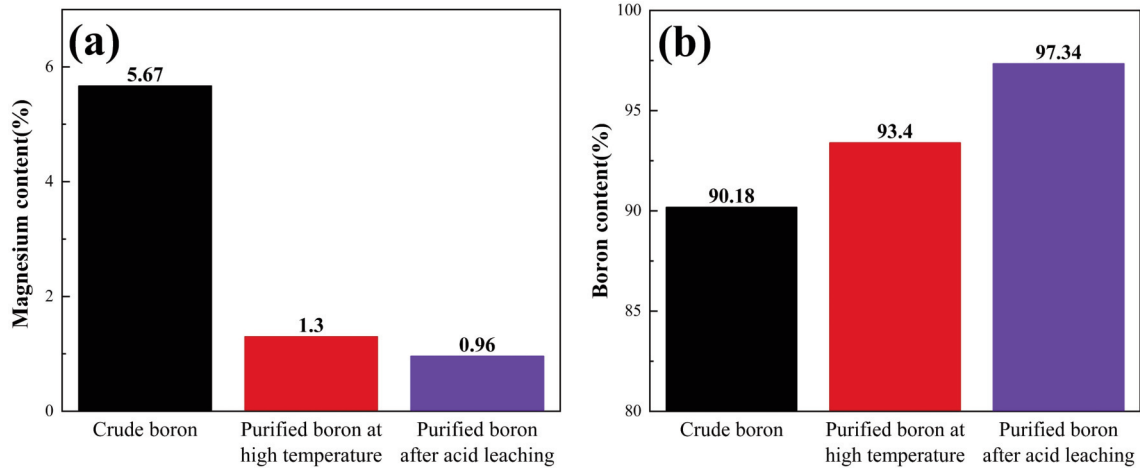 (a)
Magnesium content(%)
6
4
2
0
5.67
1.3
0.96
Crude boron
Purified boron at
high temperature
Purified boron
after acid leaching
(b)
Boron content(%)
100
95
90
85
80
90.18
93.4
97.34
Crude boron
Purified boron at
high temperature
Purified boron
after acid leaching